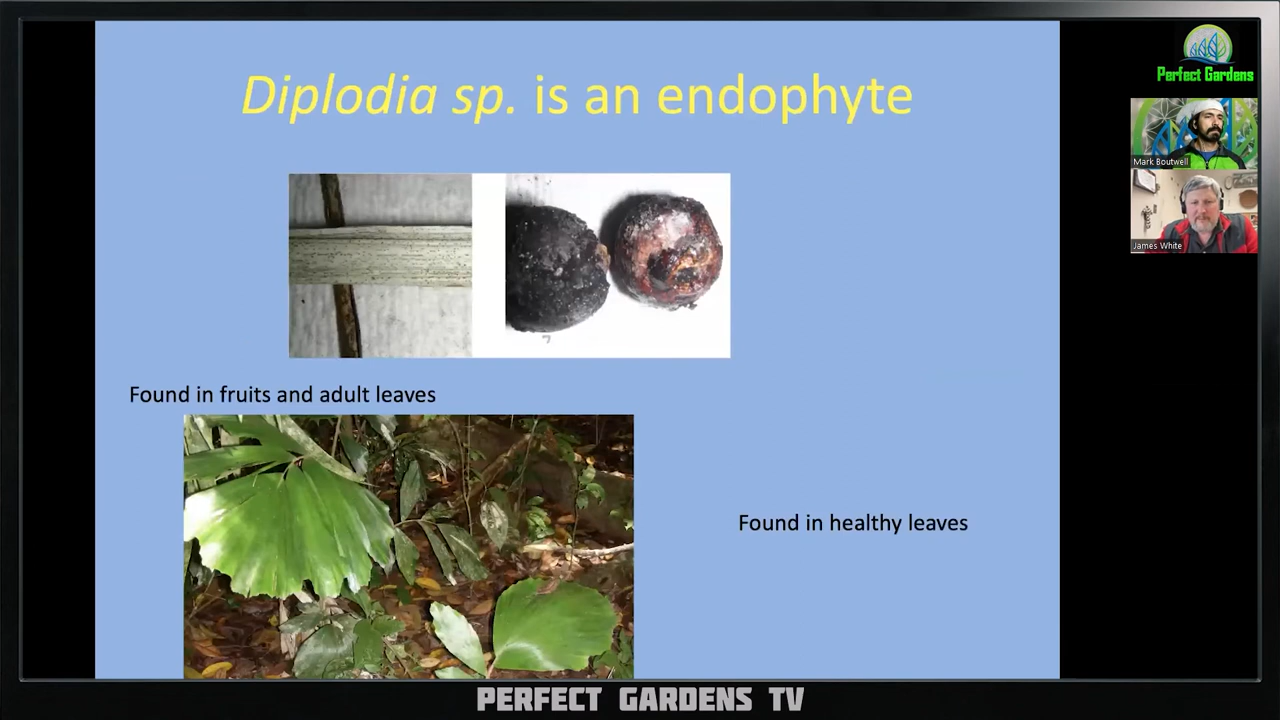 Diplodia sp. is an endophyte
Perfect Gardens
Mark Boutwell
James White
Found in fruits and adult leaves
Found in healthy leaves
PERFECT GARDENS TV